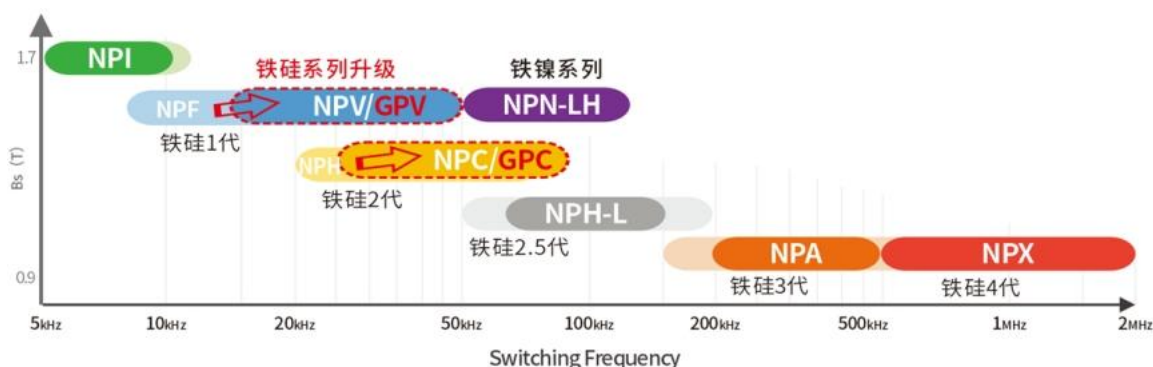 1.7
NPI
铁硅系列升级
铁镍系列
NPF
NPV/GPV
NPN-LH
铁硅1代
NPH
NPC/GPC
铁硅2代
Bs（T）
NPH-L
铁硅2.5代
NPA
NPX
0.9
铁硅3代
铁硅4代
5kHz
10kHz
20kHz
50kHz
100kHz
200kHz
500kHz
1MHz
2MHz
Switching Frequency